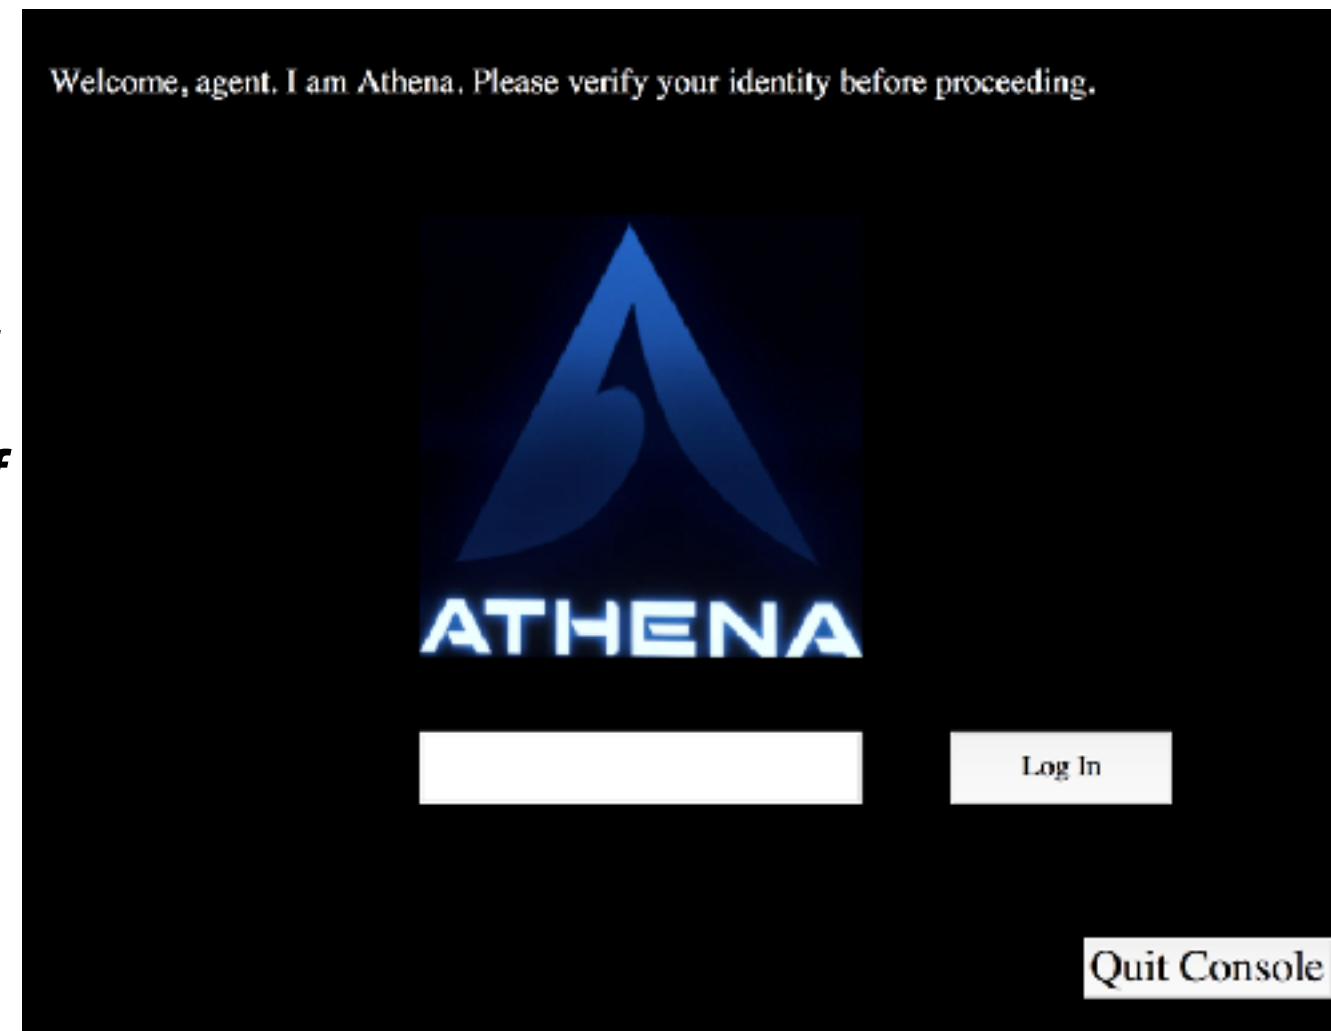 Welcome, agent. I am Athena. Please verify your identity before proceeding.
ATHENA
Log In
Quit Console